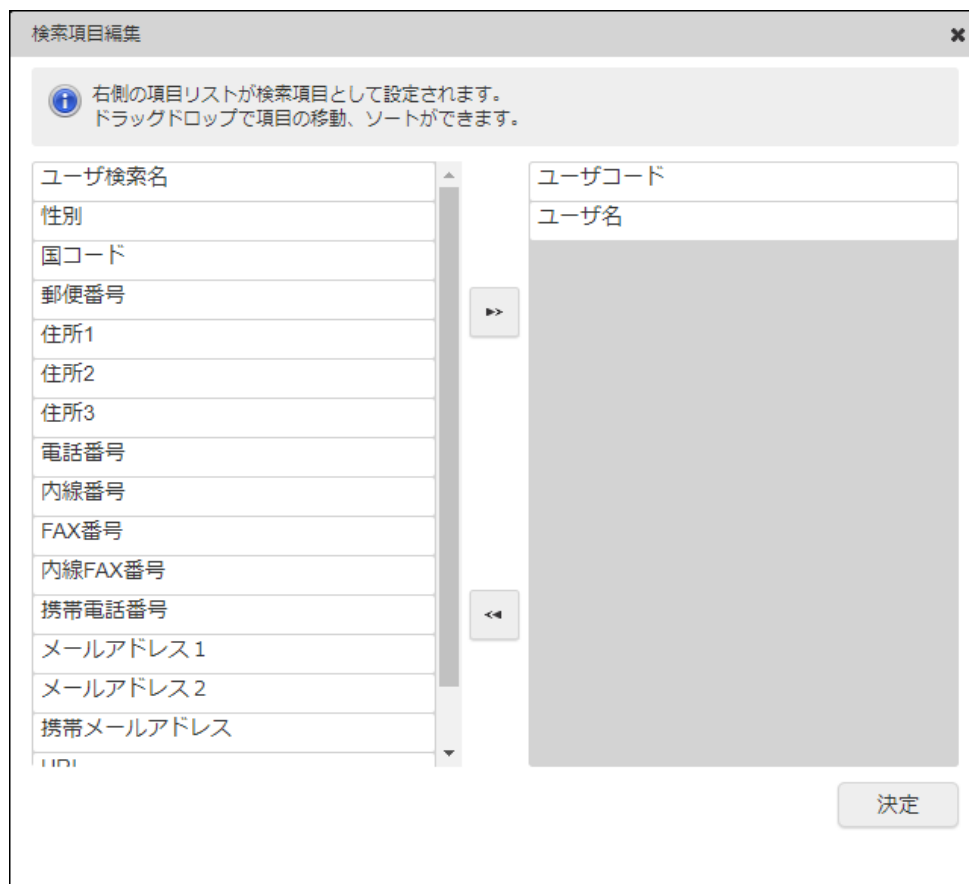 検索項目編集
右側の項目リストが検索項目として設定されます。
ドラッグドロップで項目の移動、ソートができます。
ユーザ検索名
性別
国コード
郵便番号
住所1
住所2
住所3
電話番号
内線番号
FAX番号
内線FAX番号
携帯電話番号
メールアドレス1
メールアドレス2
携帯メールアドレス
URL
ユーザコード
ユーザ名
決定